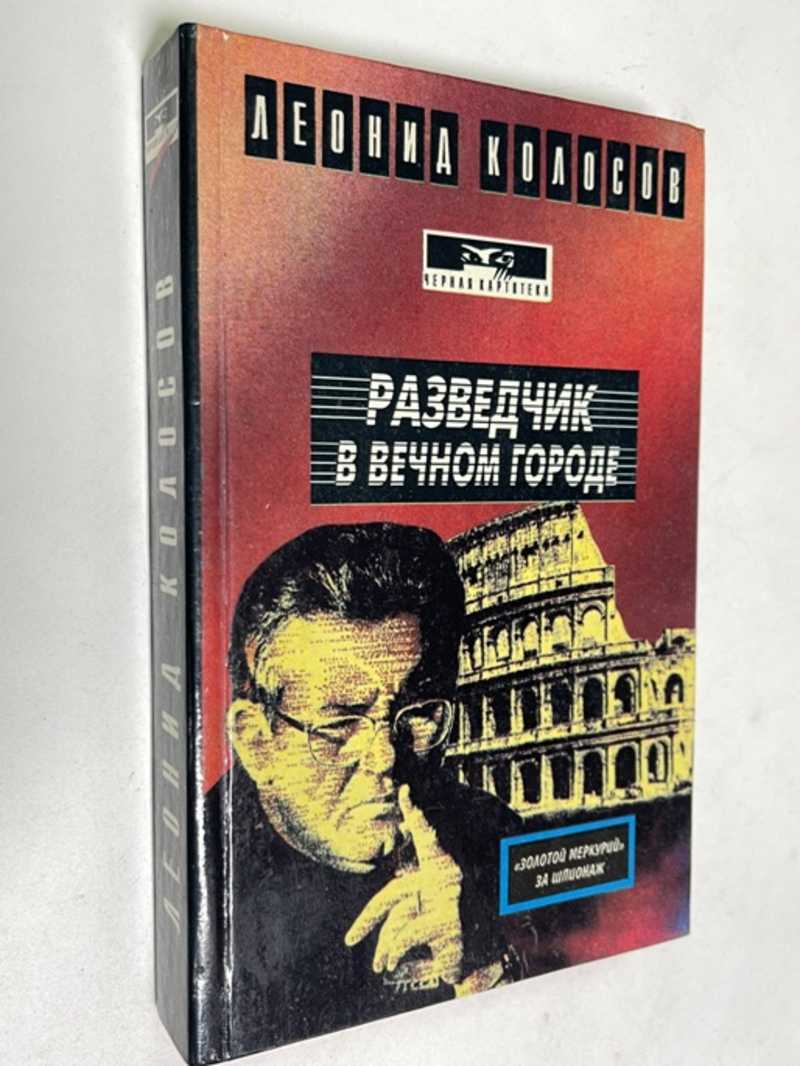 ЛЕОНИД КОЛОСОВ
ЧЕРНАЯ КАРТОТЕКА
РАЗВЕДЧИК
В ВЕЧНОМ ГОРОДЕ
«ЗОЛОТОЙ МЕРКУРИЙ»
ЗА ШПИОНАЖ
ЛЕОНИД КОЛОСОВ